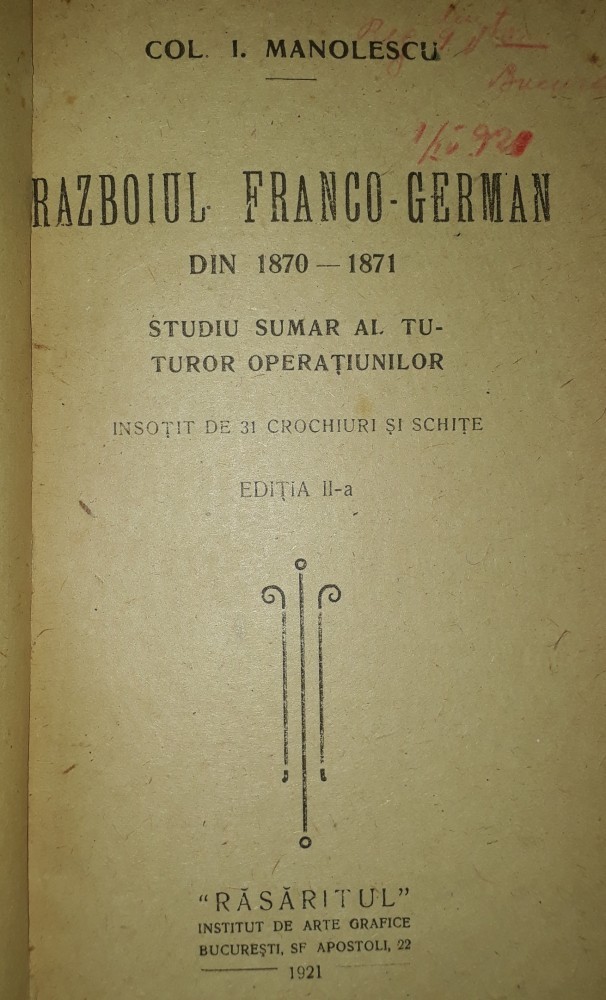 COL. I. MANOLESCU
RAZBOIUL FRANCO-GERMAN
DIN 1870 — 1871
STUDIU SUMAR AL TU-
TUROR OPERAȚIUNILOR
INSOȚIT DE 31 CROCHIURI ȘI SCHIȚE
EDIȚIA II-a
"RĂSĂRITUL"
INSTITUT DE ARTE GRAFICE
BUCUREȘTI, SF APOSTOLI, 22
1921